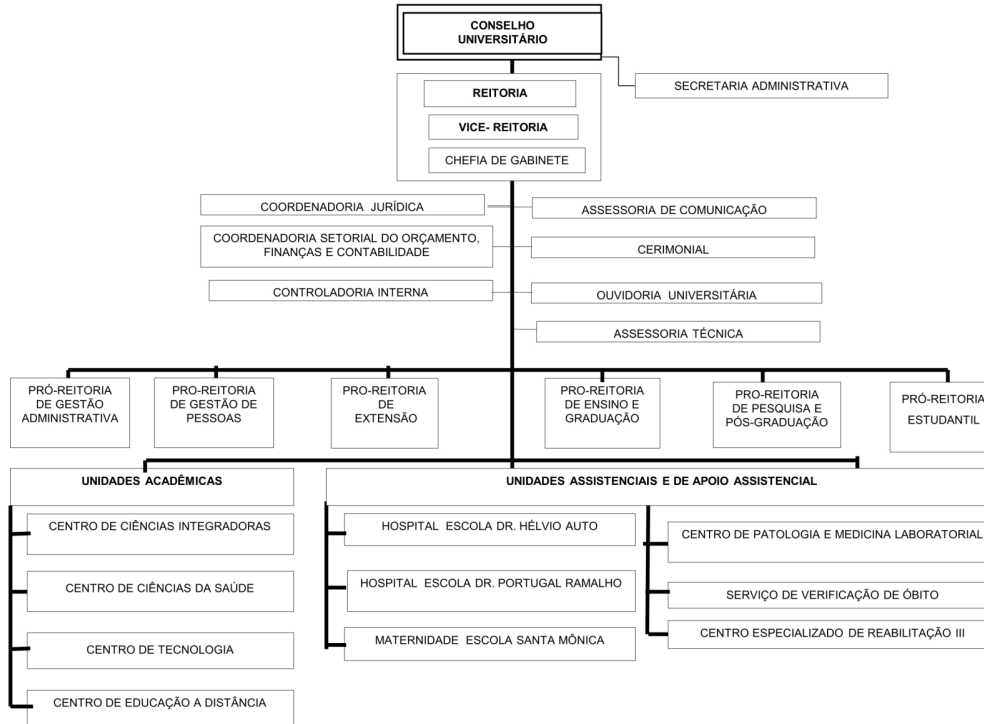 CONSELHO
UNIVERSITÁRIO
SECRETARIA ADMINISTRATIVA
REITORIA
VICE- REITORIA
CHEFIA DE GABINETE
COORDENADORIA JURÍDICA
ASSESSORIA DE COMUNICAÇÃO
COORDENADORIA SETORIAL DO ORÇAMENTO,
FINANÇAS E CONTABILIDADE
CERIMONIAL
CONTROLADORIA INTERNA
OUVIDORIA UNIVERSITÁRIA
ASSESSORIA TÉCNICA
PRÓ-REITORIA
DE GESTÃO
ADMINISTRATIVA
PRO-REITORIA
DE GESTÃO DE
PESSOAS
PRO-REITORIA
DE
EXTENSÃO
PRO-REITORIA
DE ENSINO E
GRADUAÇÃO
PRO-REITORIA
DE PESQUISA E
PÓS-GRADUAÇÃO
PRÓ-REITORIA
ESTUDANTIL
UNIDADES ACADÊMICAS
CENTRO DE CIÊNCIAS INTEGRADORAS
CENTRO DE CIÊNCIAS DA SAÚDE
CENTRO DE TECNOLOGIA
CENTRO DE EDUCAÇÃO A DISTÂNCIA
UNIDADES ASSISTENCIAIS E DE APOIO ASSISTENCIAL
HOSPITAL ESCOLA DR. HÉLVIO AUTO
HOSPITAL ESCOLA DR. PORTUGAL RAMALHO
MATERNIDADE ESCOLA SANTA MÔNICA
CENTRO DE PATOLOGIA E MEDICINA LABORATORIAL
SERVIÇO DE VERIFICAÇÃO DE ÓBITO
CENTRO ESPECIALIZADO DE REABILITAÇÃO III